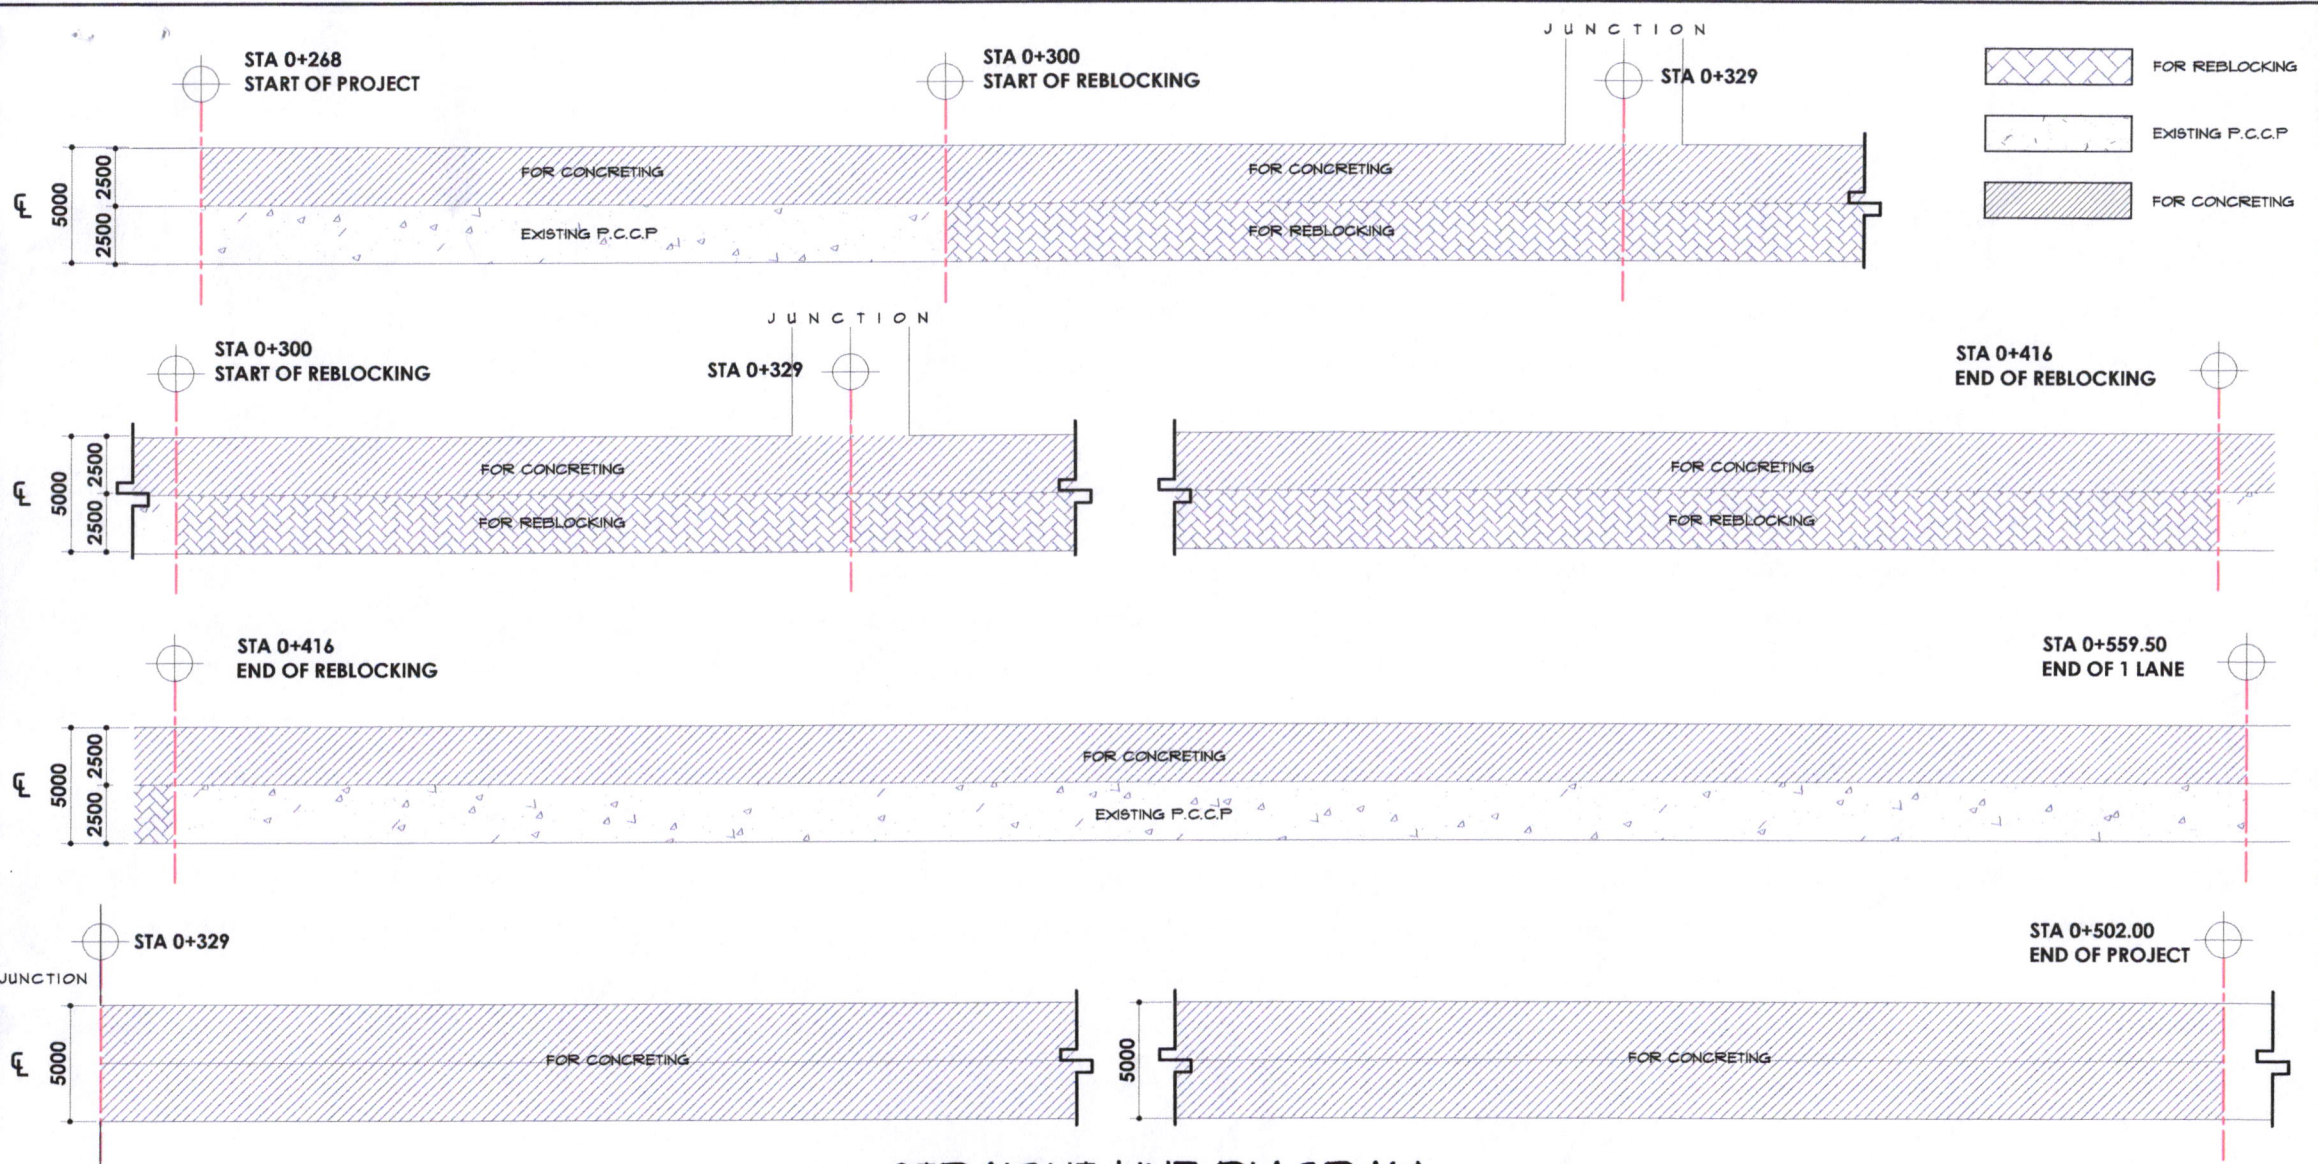 JUNCTION
STA 0+268
START OF PROJECT
STA 0+300
START OF REBLOCKING
STA 0+329
FOR REBLOCKING
EXISTING P.C.C.P
FOR CONCRETING
5000
2500
2500
FOR CONCRETING
EXISTING P.C.C.P
FOR CONCRETING
FOR REBLOCKING
JUNCTION
STA 0+300
START OF REBLOCKING
STA 0+329
STA 0+416
END OF REBLOCKING
5000
2500
2500
FOR CONCRETING
FOR REBLOCKING
FOR CONCRETING
FOR REBLOCKING
STA 0+416
END OF REBLOCKING
STA 0+559.50
END OF 1 LANE
5000
2500
2500
FOR CONCRETING
EXISTING P.C.C.P
STA 0+329
JUNCTION
STA 0+502.00
END OF PROJECT
5000
FOR CONCRETING
5000
FOR CONCRETING